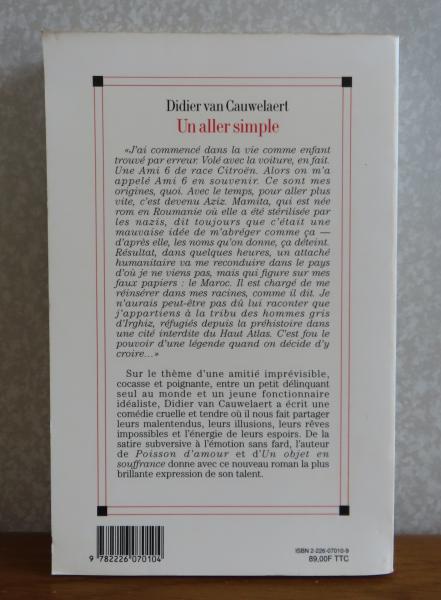 Didier van Cauwelaert
Un aller simple
«J'ai commencé dans la vie comme enfant
trouvé par erreur. Volé avec la voiture, en fait.
Une Ami 6 de race Citroën. Alors on m'a
appelé Ami 6 en souvenir. Ce sont mes
origines, quoi. Avec le temps, pour aller plus
vite, c'est devenu Aziz. Mamita, qui est née
rom en Roumanie où elle a été stérilisée par
les nazis, dit toujours que c'était une
mauvaise idée de m'abréger comme ça —
d'après elle, les noms qu'on donne, ça déteint.
Résultat, dans quelques heures, un attaché
humanitaire va me reconduire dans le pays
d'où je ne viens pas, mais qui figure sur mes
faux papiers : le Maroc. Il est chargé de me
réinsérer dans mes racines, comme il dit. Je
n'aurais peut-être pas dû lui raconter que
j'appartiens à la tribu des hommes gris
d'Irghiz, réfugiés depuis la préhistoire dans
une cité interdite du Haut Atlas. C'est fou le
pouvoir d'une légende quand on décide d'y
croire...»
Sur le thème d'une amitié imprévisible,
cocasse et poignante, entre un petit délinquant
seul au monde et un jeune fonctionnaire
idéaliste, Didier van Cauwelaert a écrit une
comédie cruelle et tendre où il nous fait partager
leurs malentendus, leurs illusions, leurs rêves
impossibles et l'énergie de leurs espoirs. De la
satire subversive à l'émotion sans fard, l'auteur
de Poisson d'amour et d'Un objet en
souffrance donne avec ce nouveau roman la plus
brillante expression de son talent.
9 782226 070104
ISBN 2-226-07010-9
89,00F TTC